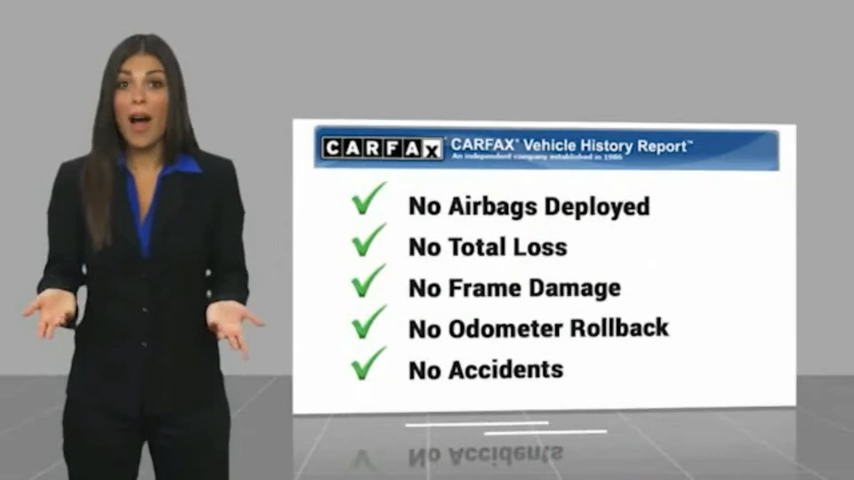 CARFAX CARFAX Vehicle History Report™
An independent company established in 1986
No Airbags Deployed
No Total Loss
No Frame Damage
No Odometer Rollback
No Accidents
No Accidents